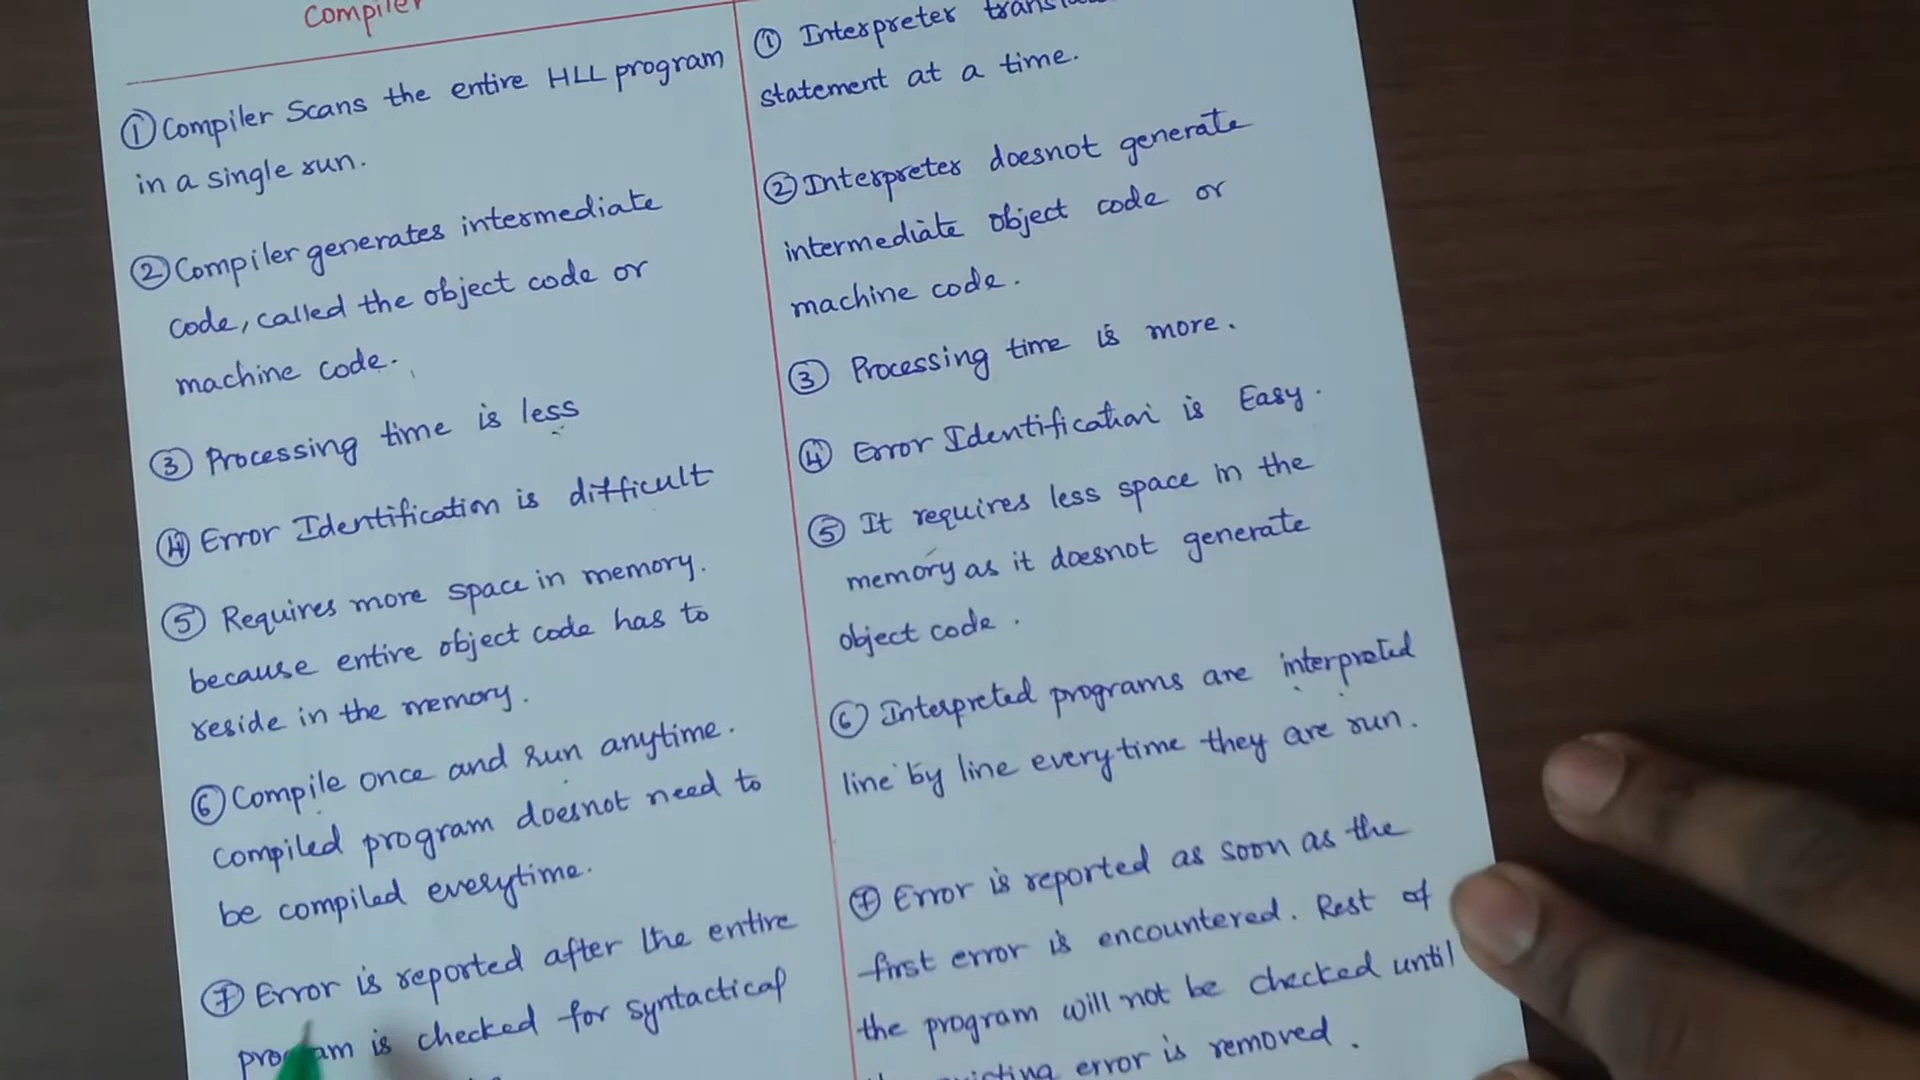 Compiler
① Compiler Scans the entire HLL program
in a single run.
② Compiler generates intermediate
code, called the object code or
machine code.
③ Processing time is less
④ Error Identification is difficult
⑤ Requires more space in memory.
because entire object code has to
reside in the memory.
⑥ Compile once and run anytime.
Compiled program doesnot need to
be compiled everytime.
⑦ Error is reported after the entire
program is checked for syntactical
① Interpreter
statement at a time.
② Interpreter doesnot generate
intermediate object code or
machine code.
③ Processing time is more.
④ Error Identification is Easy.
⑤ It requires less space in the
memory as it doesnot generate
object code.
⑥ Interpreted programs are interpreted
line by line everytime they are run.
⑦ Error is reported as soon as the
first error is encountered. Rest of
the program will not be checked until
error is removed.